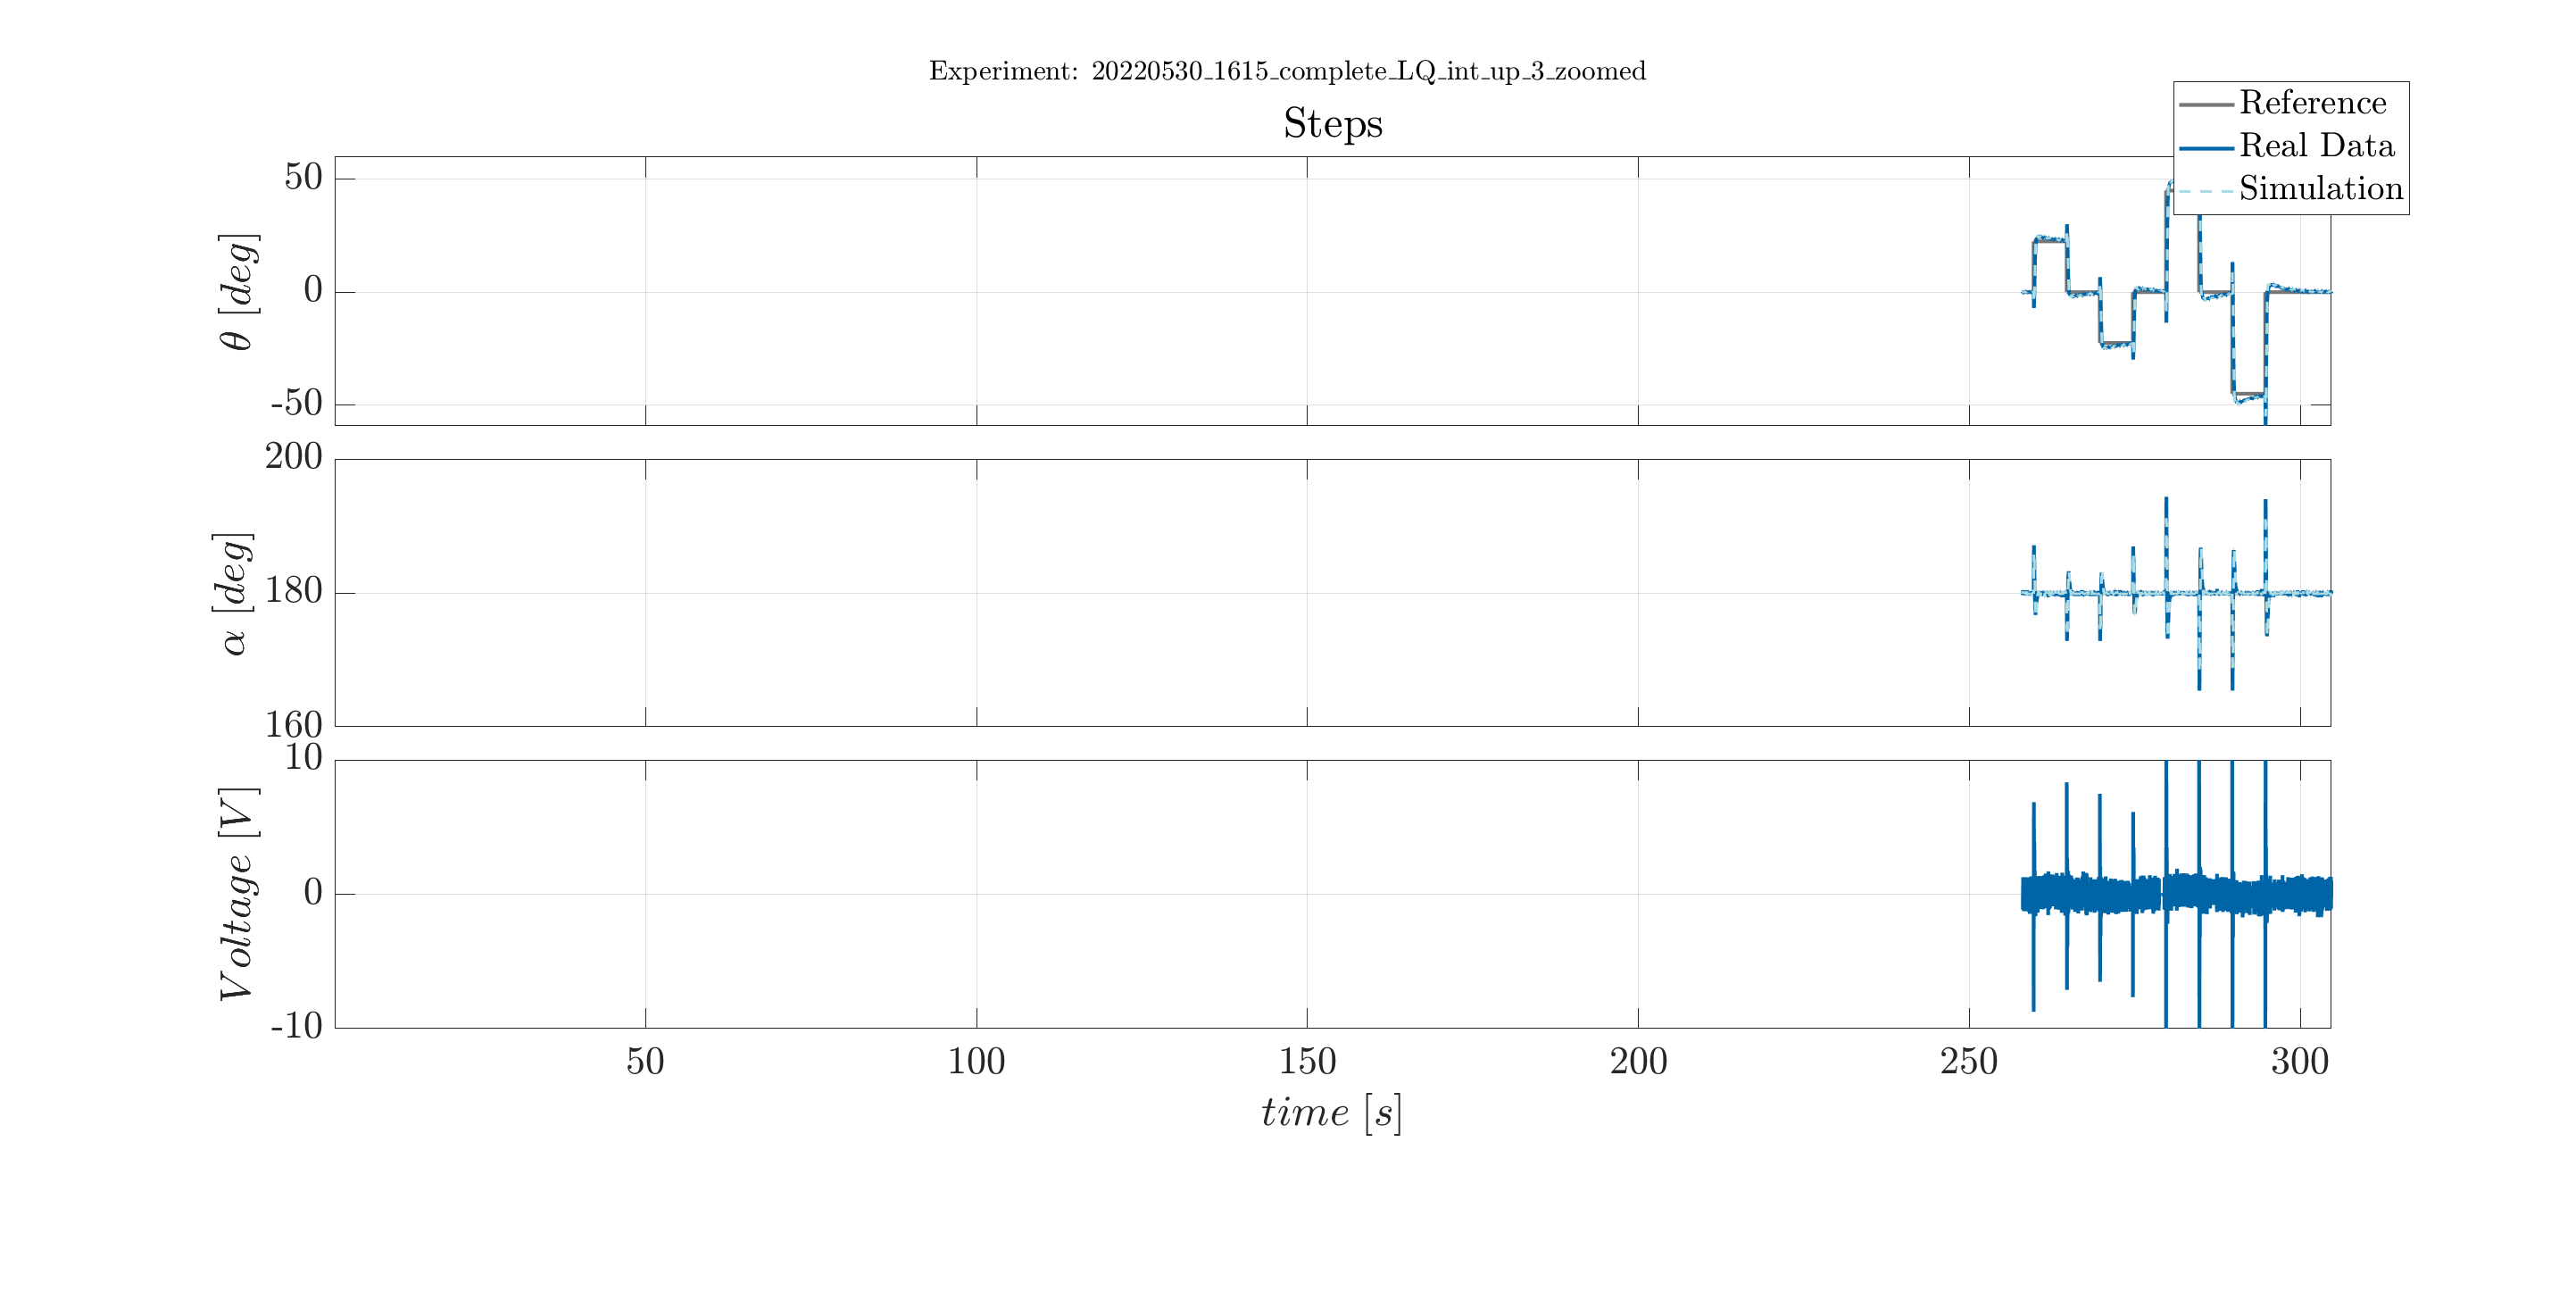 Experiment: 20220530_1615_complete_LQ_int_up_3_zoomed
Steps
Reference
Real Data
Simulation
50
0
-50
θ [deg]
200
180
160
α [deg]
10
0
-10
Voltage [V]
50 100 150 200 250 300
time [s]